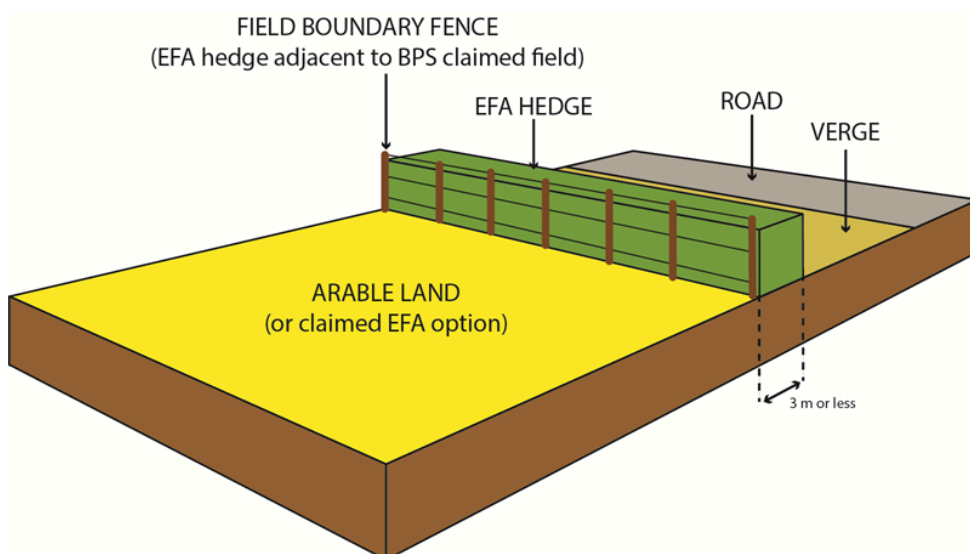 FIELD BOUNDARY FENCE
(EFA hedge adjacent to BPS claimed field)
EFA HEDGE
ROAD
VERGE
ARABLE LAND
(or claimed EFA option)
3 m or less